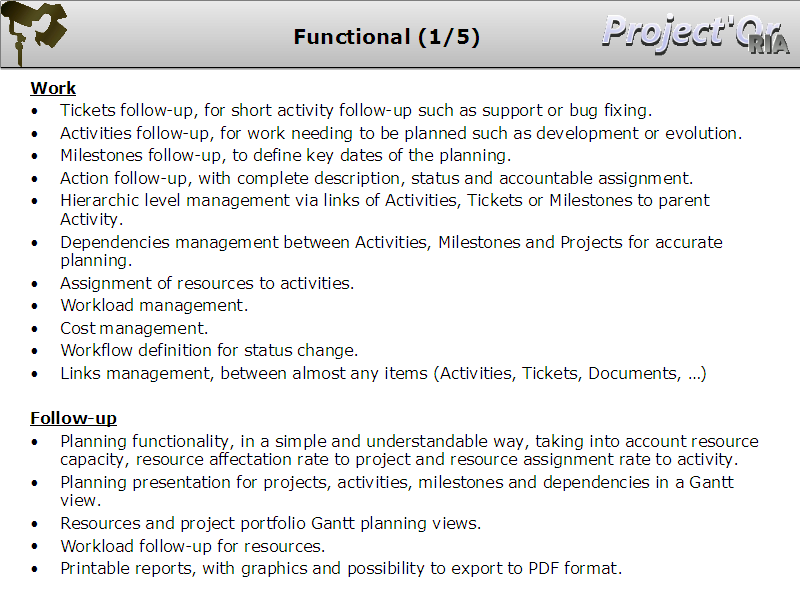 Functional (1/5)
Project'Or
RIA
Work
• Tickets follow-up, for short activity follow-up such as support or bug fixing.
• Activities follow-up, for work needing to be planned such as development or evolution.
• Milestones follow-up, to define key dates of the planning.
• Action follow-up, with complete description, status and accountable assignment.
• Hierarchic level management via links of Activities, Tickets or Milestones to parent
Activity.
• Dependencies management between Activities, Milestones and Projects for accurate
planning.
• Assignment of resources to activities.
• Workload management.
• Cost management.
• Workflow definition for status change.
• Links management, between almost any items (Activities, Tickets, Documents, …)
Follow-up
• Planning functionality, in a simple and understandable way, taking into account resource
capacity, resource affectation rate to project and resource assignment rate to activity.
• Planning presentation for projects, activities, milestones and dependencies in a Gantt
view.
• Resources and project portfolio Gantt planning views.
• Workload follow-up for resources.
• Printable reports, with graphics and possibility to export to PDF format.